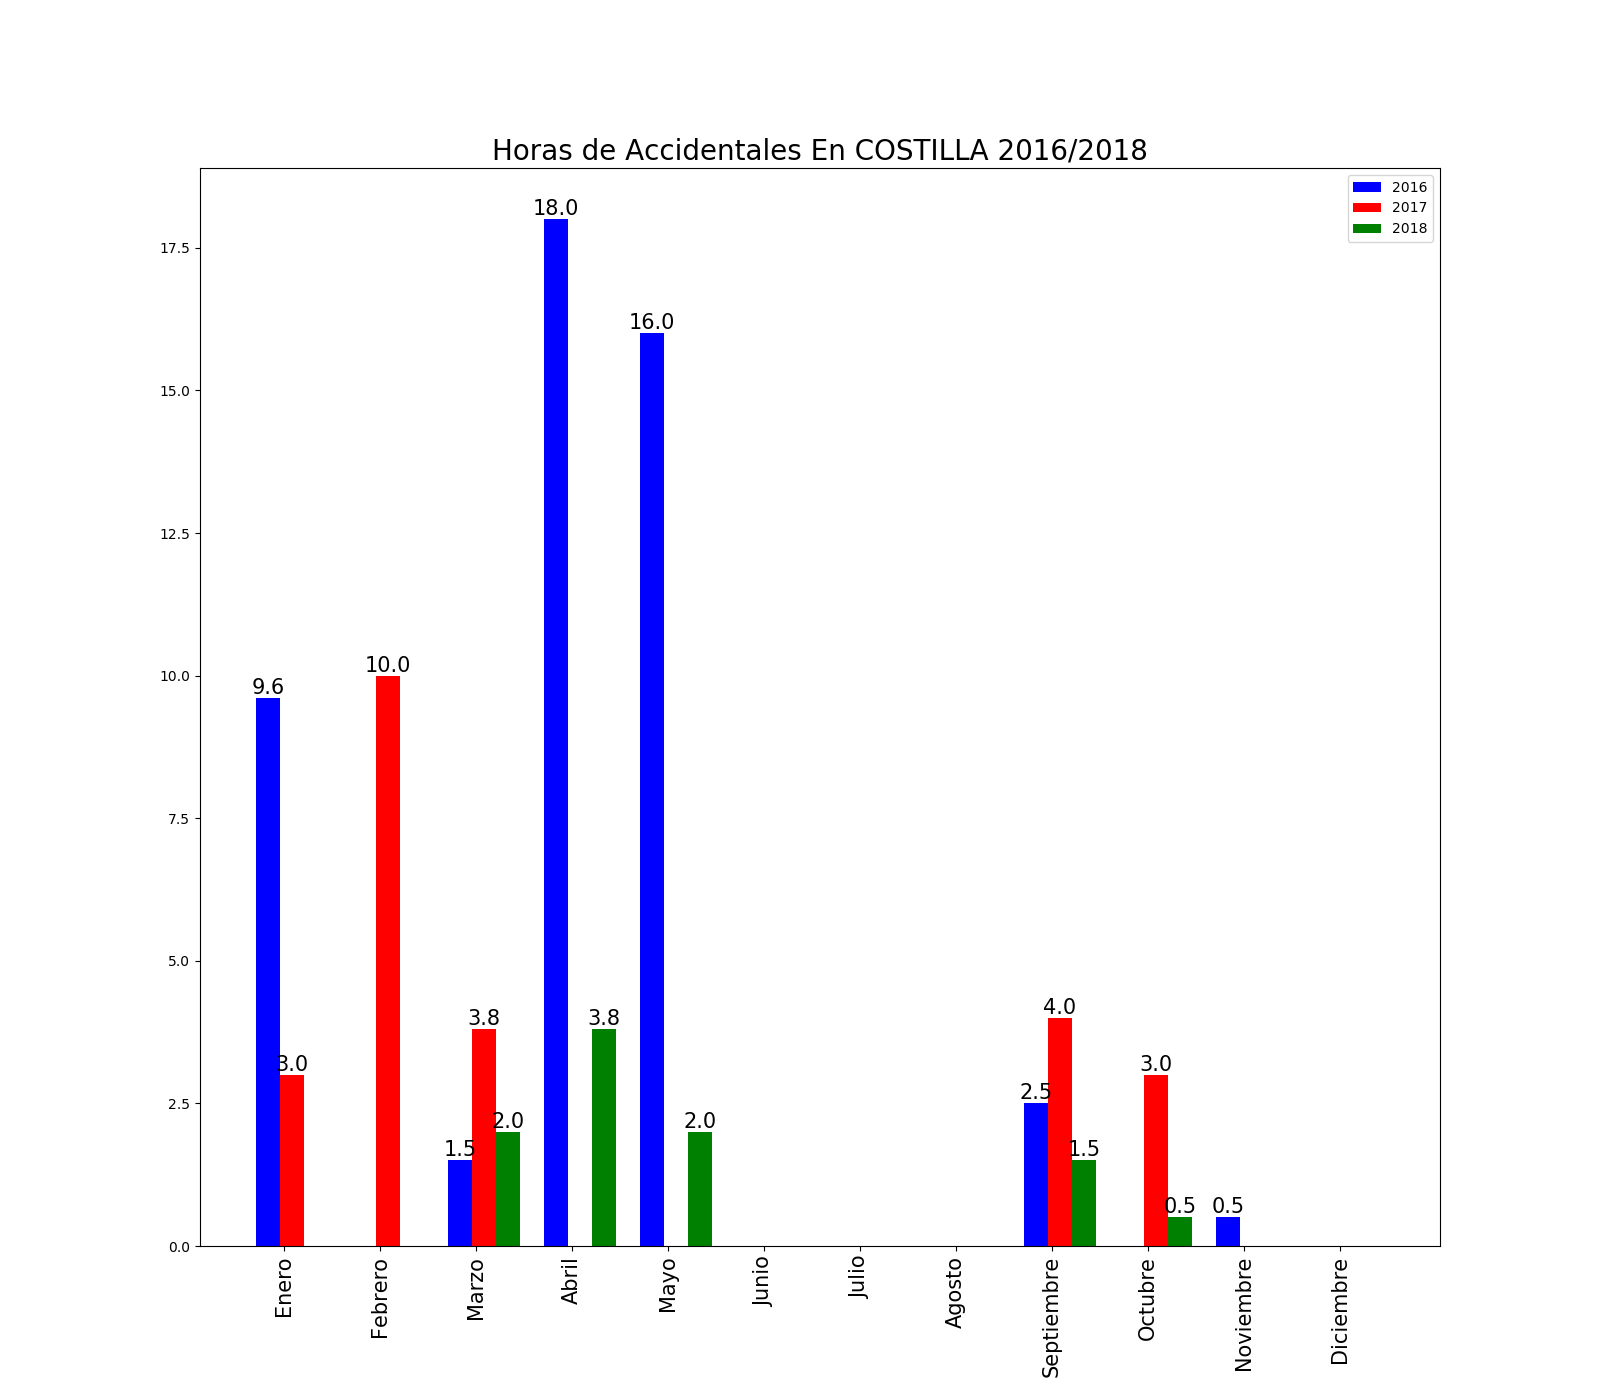 Horas de Accidentales En COSTILLA 2016/2018
2016
2017
2018
17.5
15.0
12.5
10.0
7.5
5.0
2.5
0.0
9.6
3.0
10.0
1.5
3.8
2.0
18.0
3.8
16.0
2.0
2.5
4.0
1.5
3.0
0.5
0.5
Enero
Febrero
Marzo
Abril
Mayo
Junio
Julio
Agosto
Septiembre
Octubre
Noviembre
Diciembre